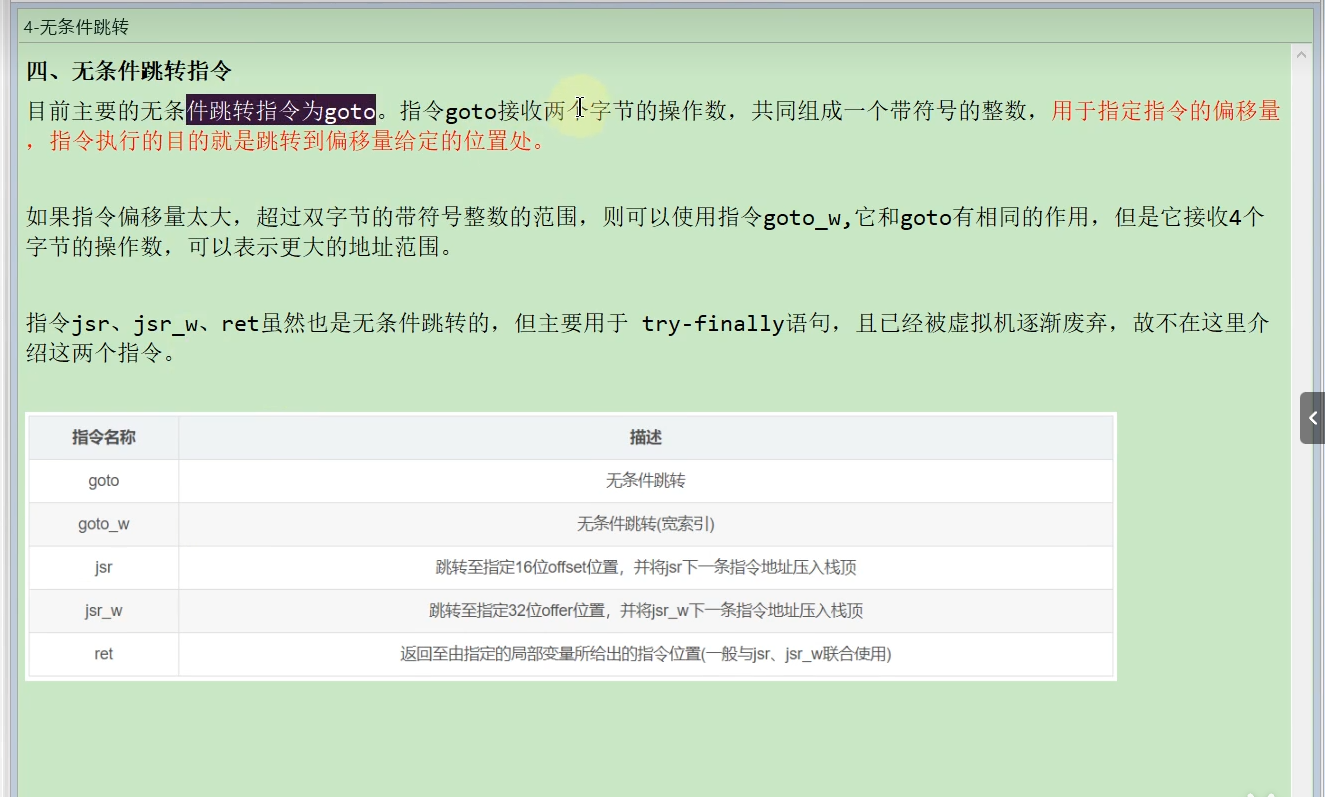 4-无条件跳转
四、无条件跳转指令
目前主要的无条件跳转指令为goto。指令goto接收两个字节的操作数，共同组成一个带符号的整数，用于指定指令的偏移量
，指令执行的目的就是跳转到偏移量给定的位置处。
如果指令偏移量太大，超过双字节的带符号整数的范围，则可以使用指令goto_w,它和goto有相同的作用，但是它接收4个
字节的操作数，可以表示更大的地址范围。
指令jsr、jsr_w、ret虽然也是无条件跳转的，但主要用于 try-finally语句，且已经被虚拟机逐渐废弃，故不在这里介
绍这两个指令。
指令名称 描述
goto 无条件跳转
goto_w 无条件跳转(宽索引)
jsr 跳转至指定16位offset位置，并将jsr下一条指令地址压入栈顶
jsr_w 跳转至指定32位offer位置，并将jsr_w下一条指令地址压入栈顶
ret 返回至由指定的局部变量所给出的指令位置(一般与jsr、jsr_w联合使用)